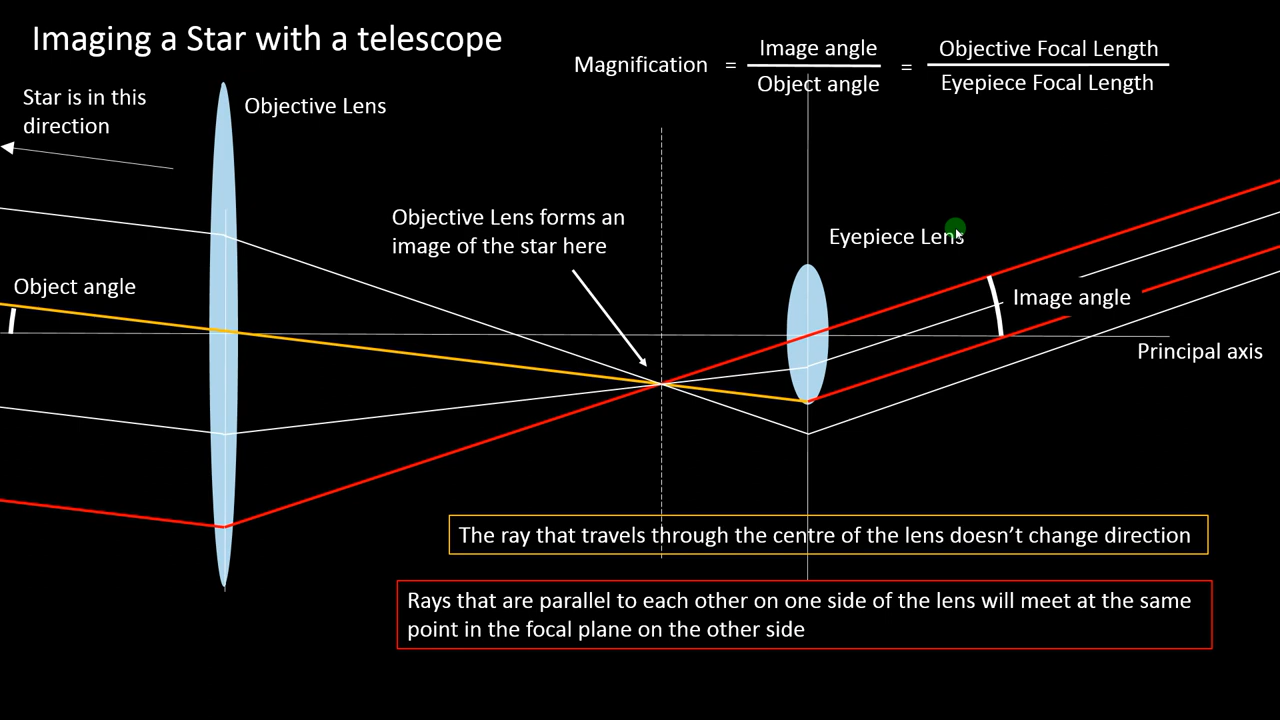 Imaging a Star with a telescope
Magnification = Image angle / Object angle = Objective Focal Length / Eyepiece Focal Length
Star is in this
direction
Objective Lens
Objective Lens forms an
image of the star here
Eyepiece Lens
Object angle
Image angle
Principal axis
The ray that travels through the centre of the lens doesn’t change direction
Rays that are parallel to each other on one side of the lens will meet at the same
point in the focal plane on the other side